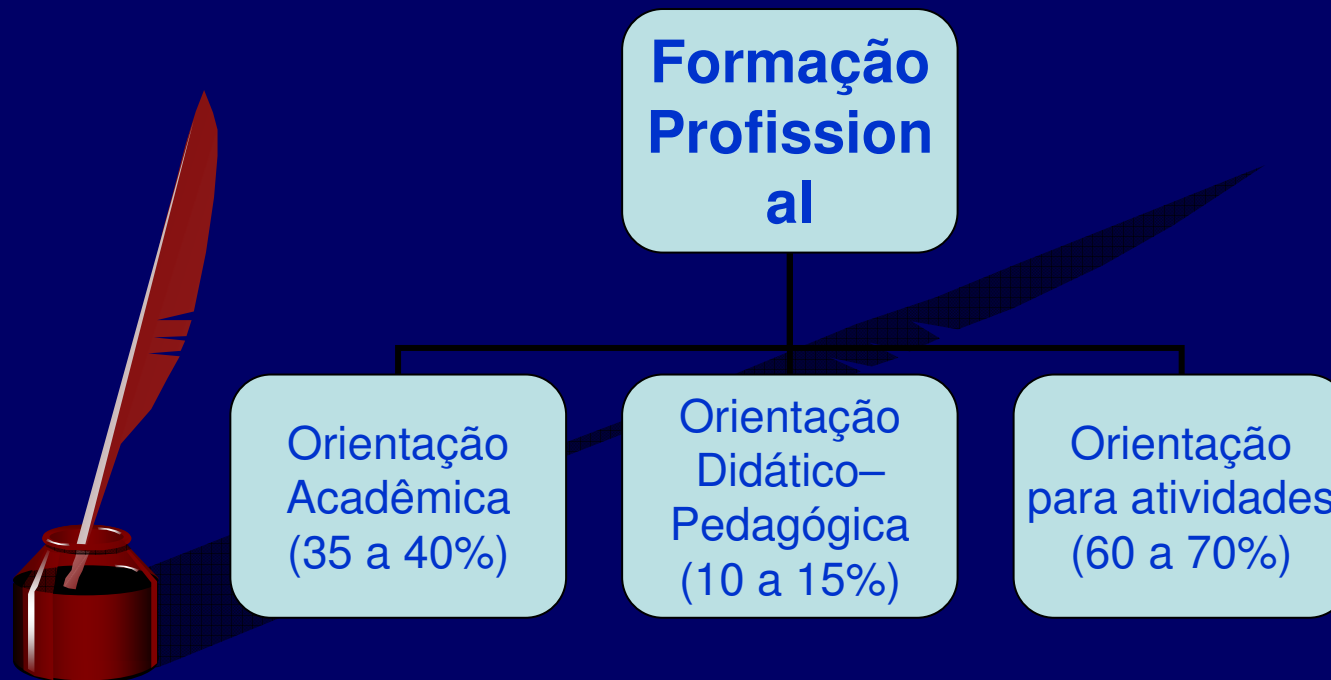 Formação
Profission
al
Orientação
Acadêmica
(35 a 40%)
Orientação
Didático–
Pedagógica
(10 a 15%)
Orientação
para atividades
(60 a 70%)